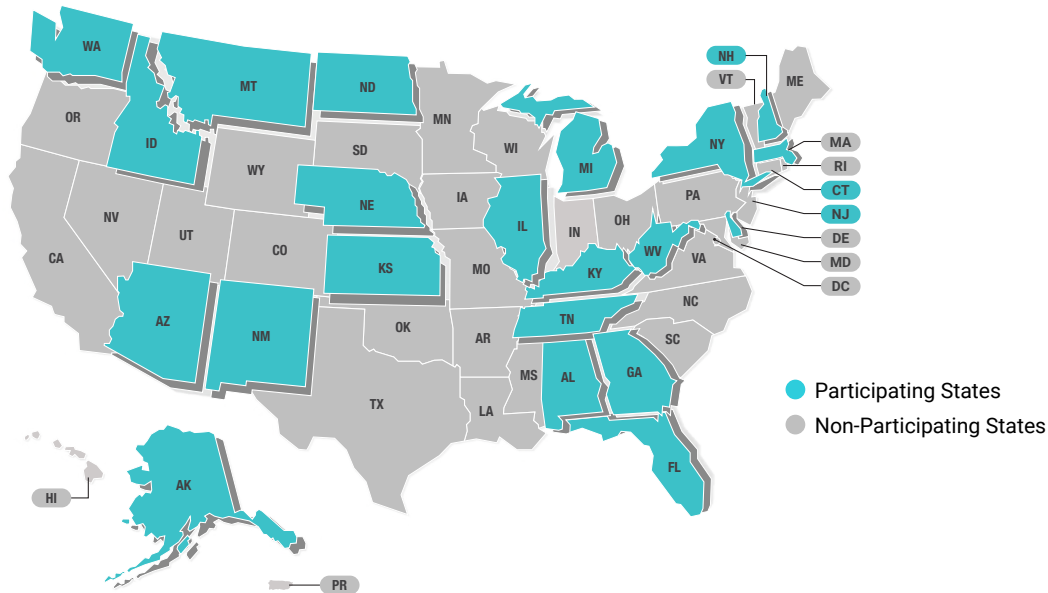 WA
MT
ND
MN
NH
VT
ME
OR
ID
WY
SD
WI
MI
NY
MA
RI
CT
NJ
DE
MD
DC
NV
UT
CO
NE
IA
IL
IN
OH
PA
WV
VA
CA
KS
MO
KY
NC
AZ
NM
OK
AR
TN
SC
TX
LA
MS
AL
GA
FL
Participating States
Non-Participating States
HI
AK
PR